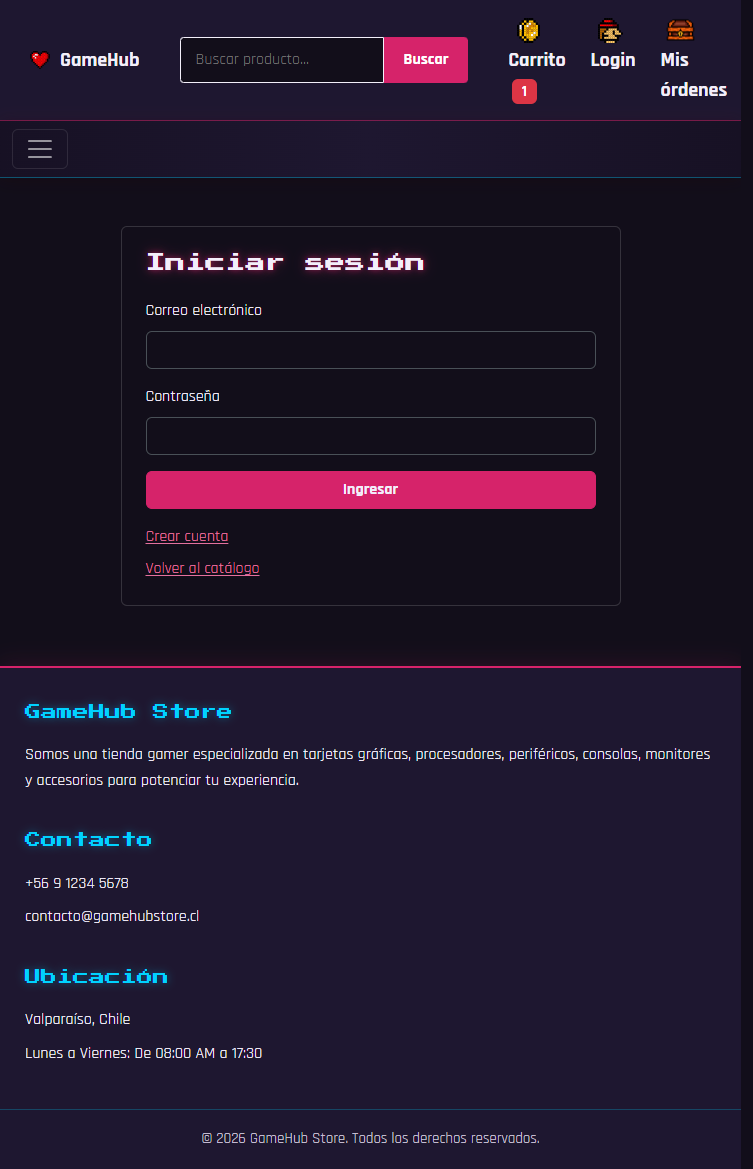 GameHub
Buscar producto...
Buscar
Carrito
1
Login
Mis
órdenes
Iniciar sesión
Correo electrónico
Contraseña
Ingresar
Crear cuenta
Volver al catálogo
GameHub Store
Somos una tienda gamer especializada en tarjetas gráficas, procesadores, periféricos, consolas, monitores
y accesorios para potenciar tu experiencia.
Contacto
+56 9 1234 5678
contacto@gamehubstore.cl
Ubicación
Valparaíso, Chile
Lunes a Viernes: De 08:00 AM a 17:30
© 2026 GameHub Store. Todos los derechos reservados.